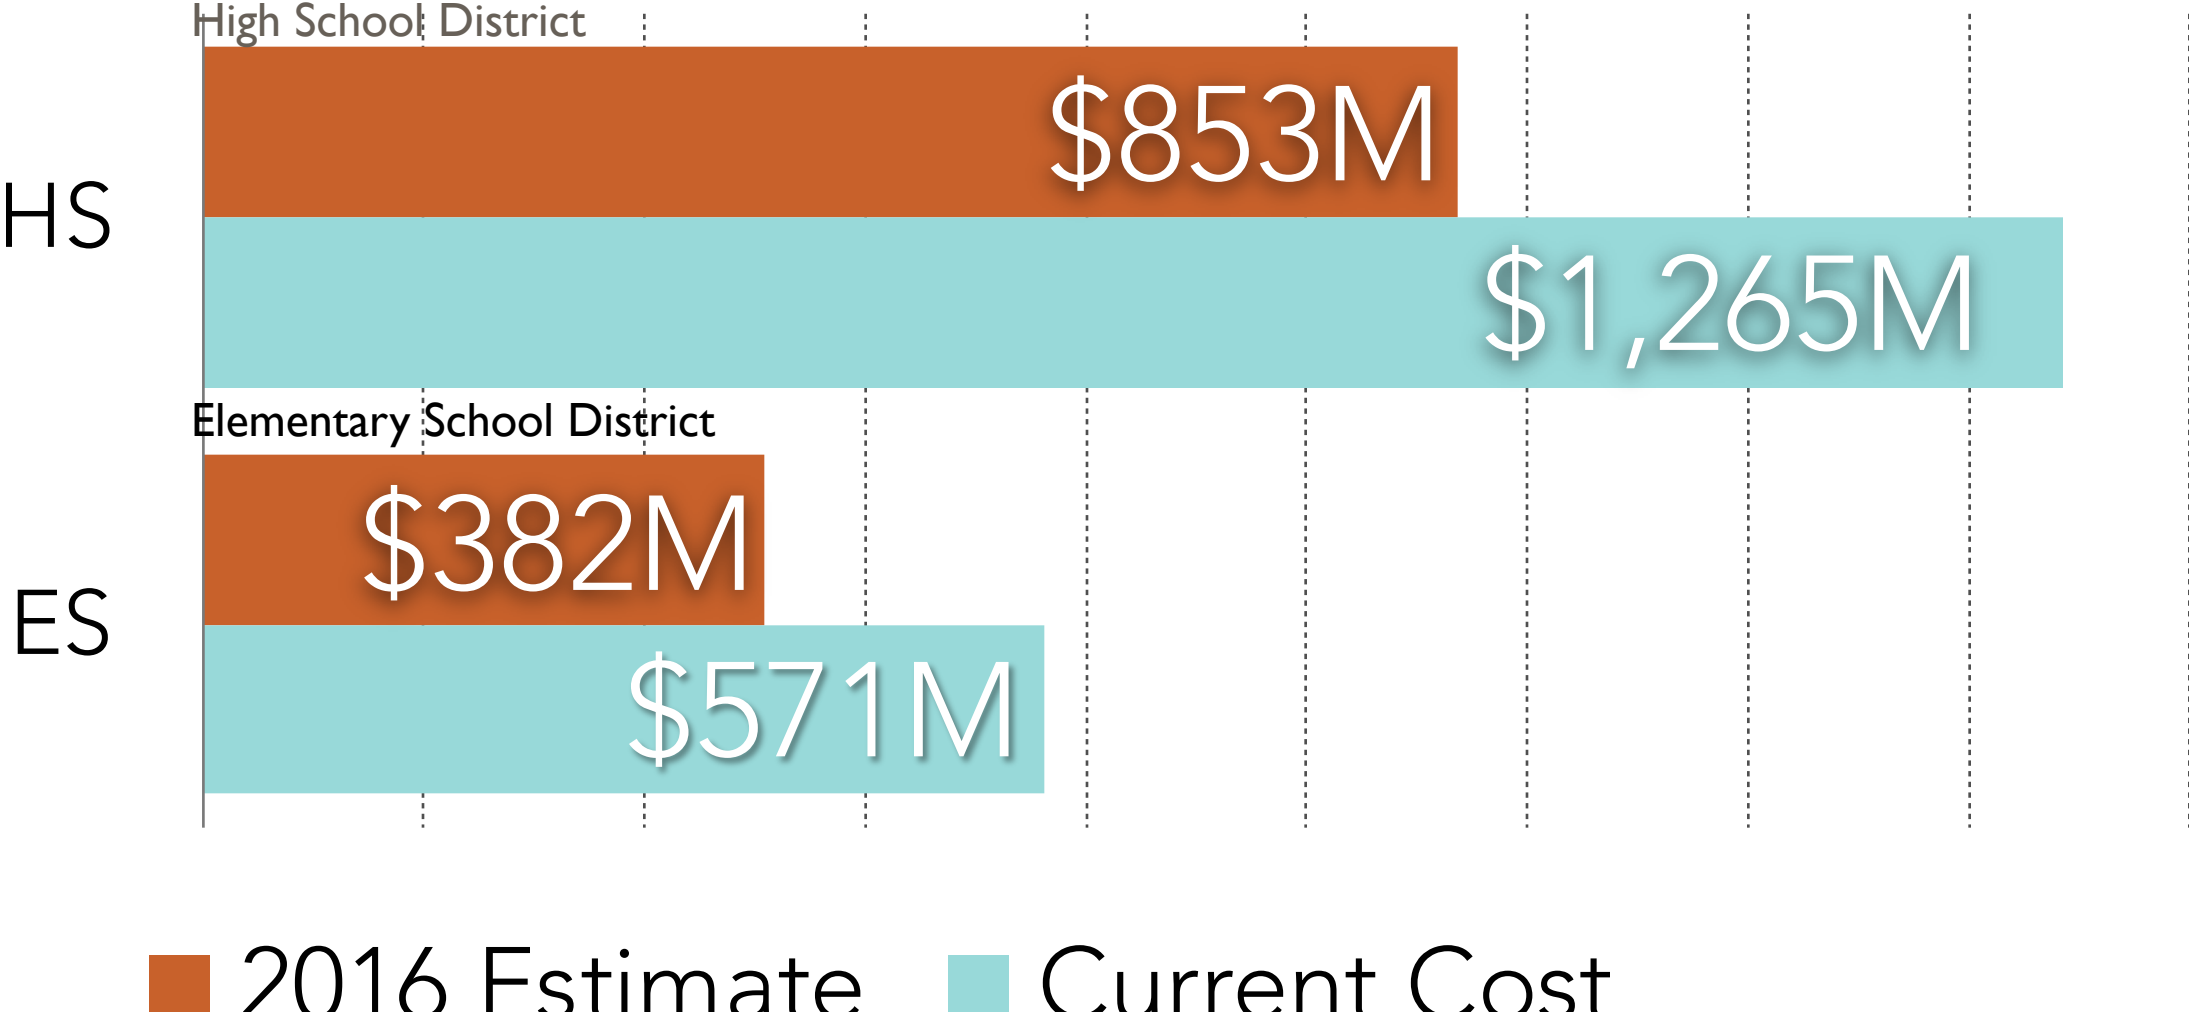 High School District
$853M
HS
$1,265M
Elementary School District
$382M
ES
$571M
2016 Estimate
Current Cost